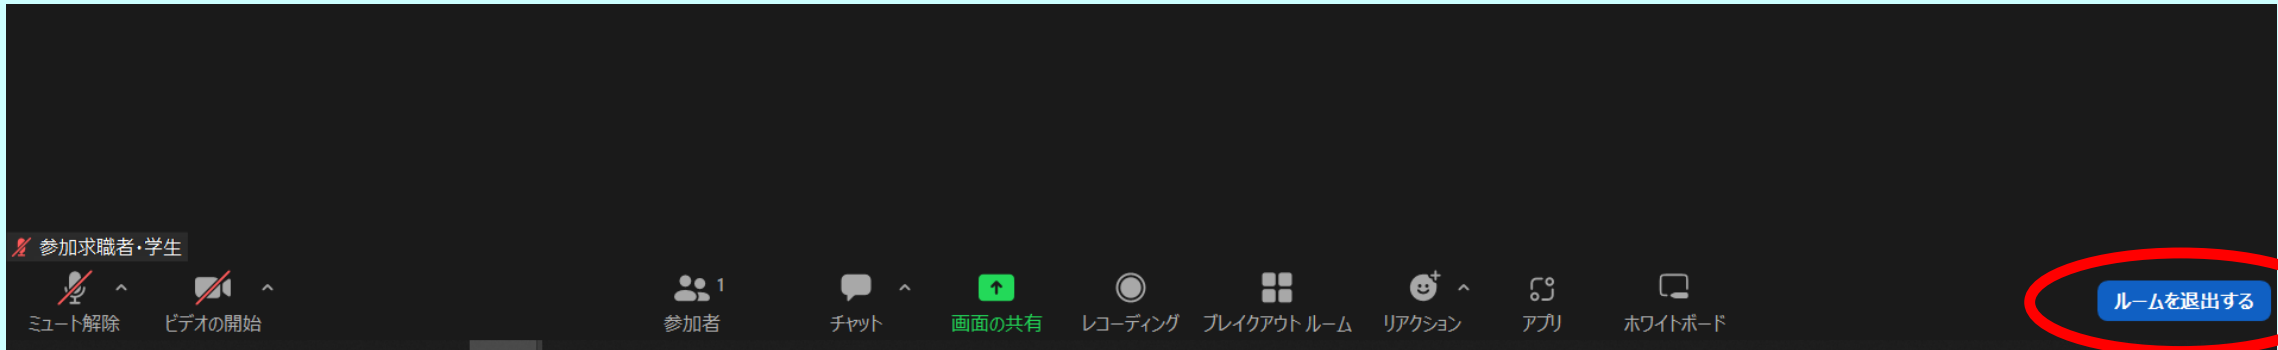 参加求職者・学生
1
ミュート解除 ビデオの開始 参加者 チャット 画面の共有 レコーディング ブレイクアウト ルーム リアクション アプリ ホワイトボード ルームを退出する